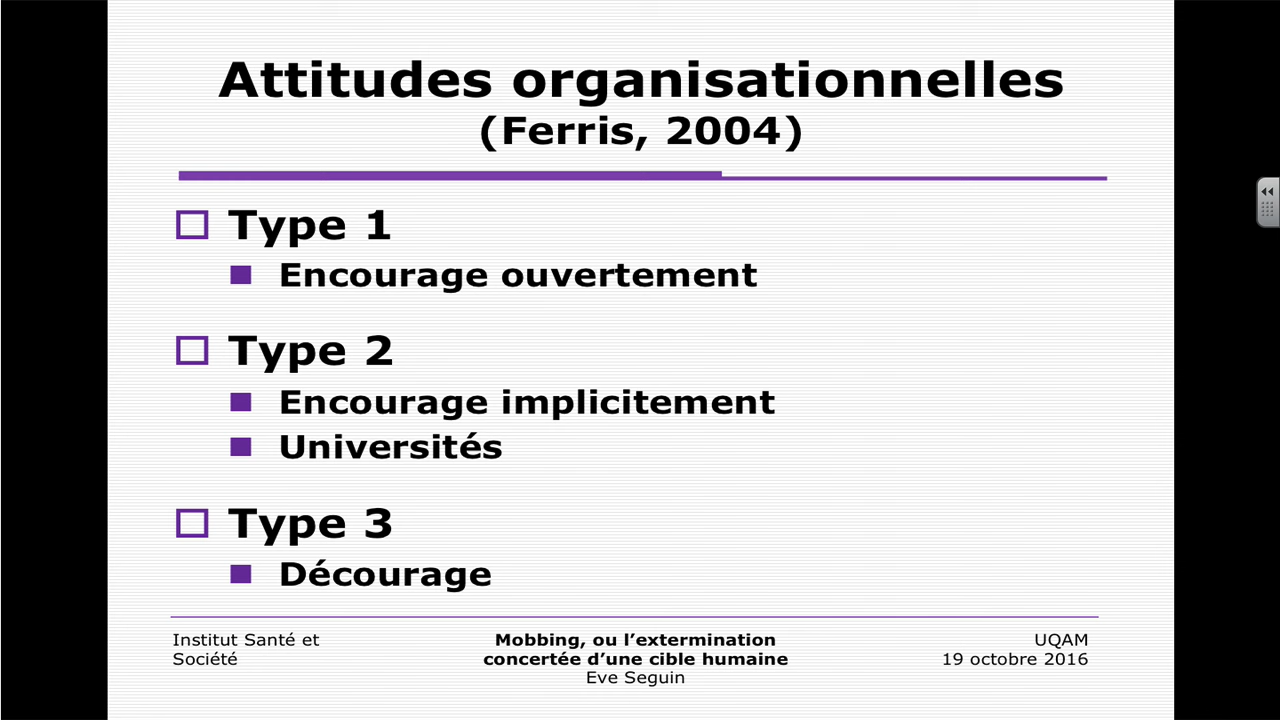 Attitudes organisationnelles
(Ferris, 2004)
Type 1
Encourage ouvertement
Type 2
Encourage implicitement
Universités
Type 3
Décourage
Institut Santé et
Société
Mobbing, ou l’extermination
concertée d’une cible humaine
Eve Seguin
UQAM
19 octobre 2016